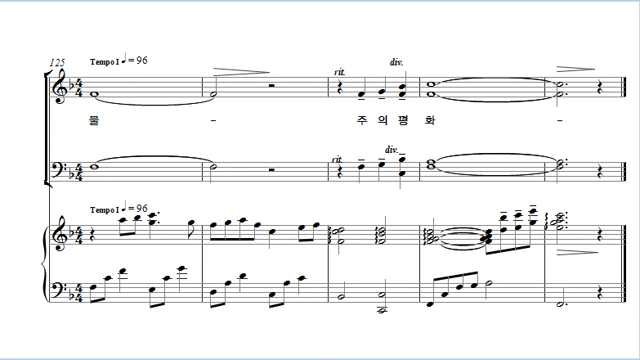 125 Tempo I ♩= 96
rit. div.
물 - 주 의 평 화 -
rit. div.
Tempo I ♩= 96